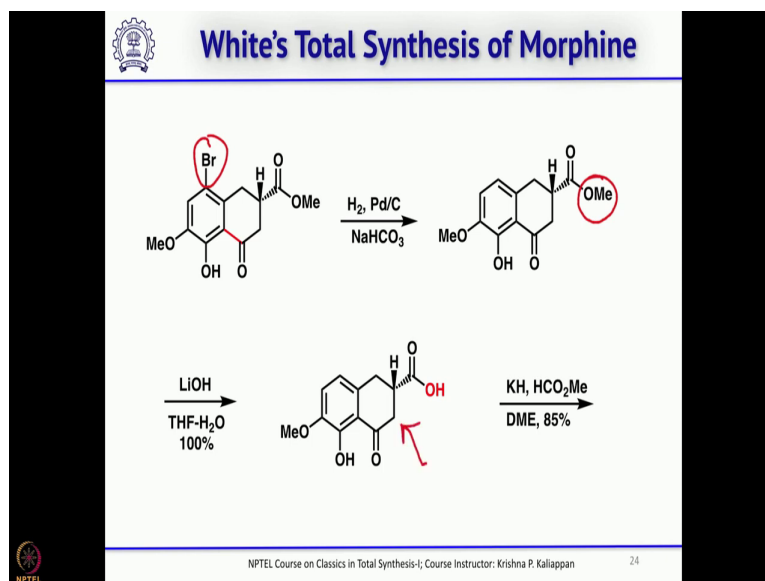 White's Total Synthesis of Morphine
Br
H
O
OMe
MeO
OH
O
H₂, Pd/C
NaHCO₃
H
O
OMe
MeO
OH
O
LiOH
THF-H₂O
100%
H
O
OH
MeO
OH
O
KH, HCO₂Me
DME, 85%
NPTEL Course on Classics in Total Synthesis-I; Course Instructor: Krishna P. Kaliappan
24
NPTEL